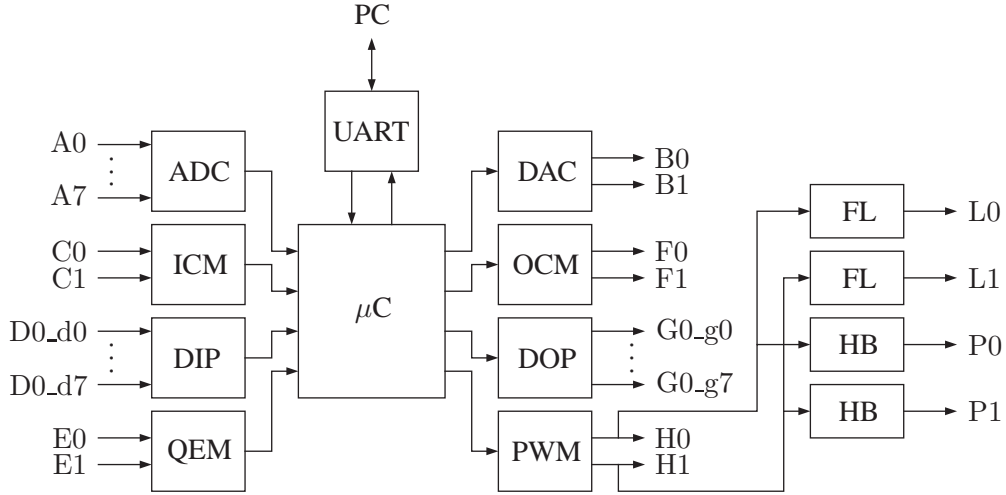 PC
UART
A0
⋮
A7
ADC
DAC
B0
B1
FL
L0
C0
C1
ICM
μC
OCM
F0
F1
FL
L1
D0_d0
⋮
D0_d7
DIP
DOP
G0_g0
⋮
G0_g7
HB
P0
HB
P1
E0
E1
QEM
PWM
H0
H1